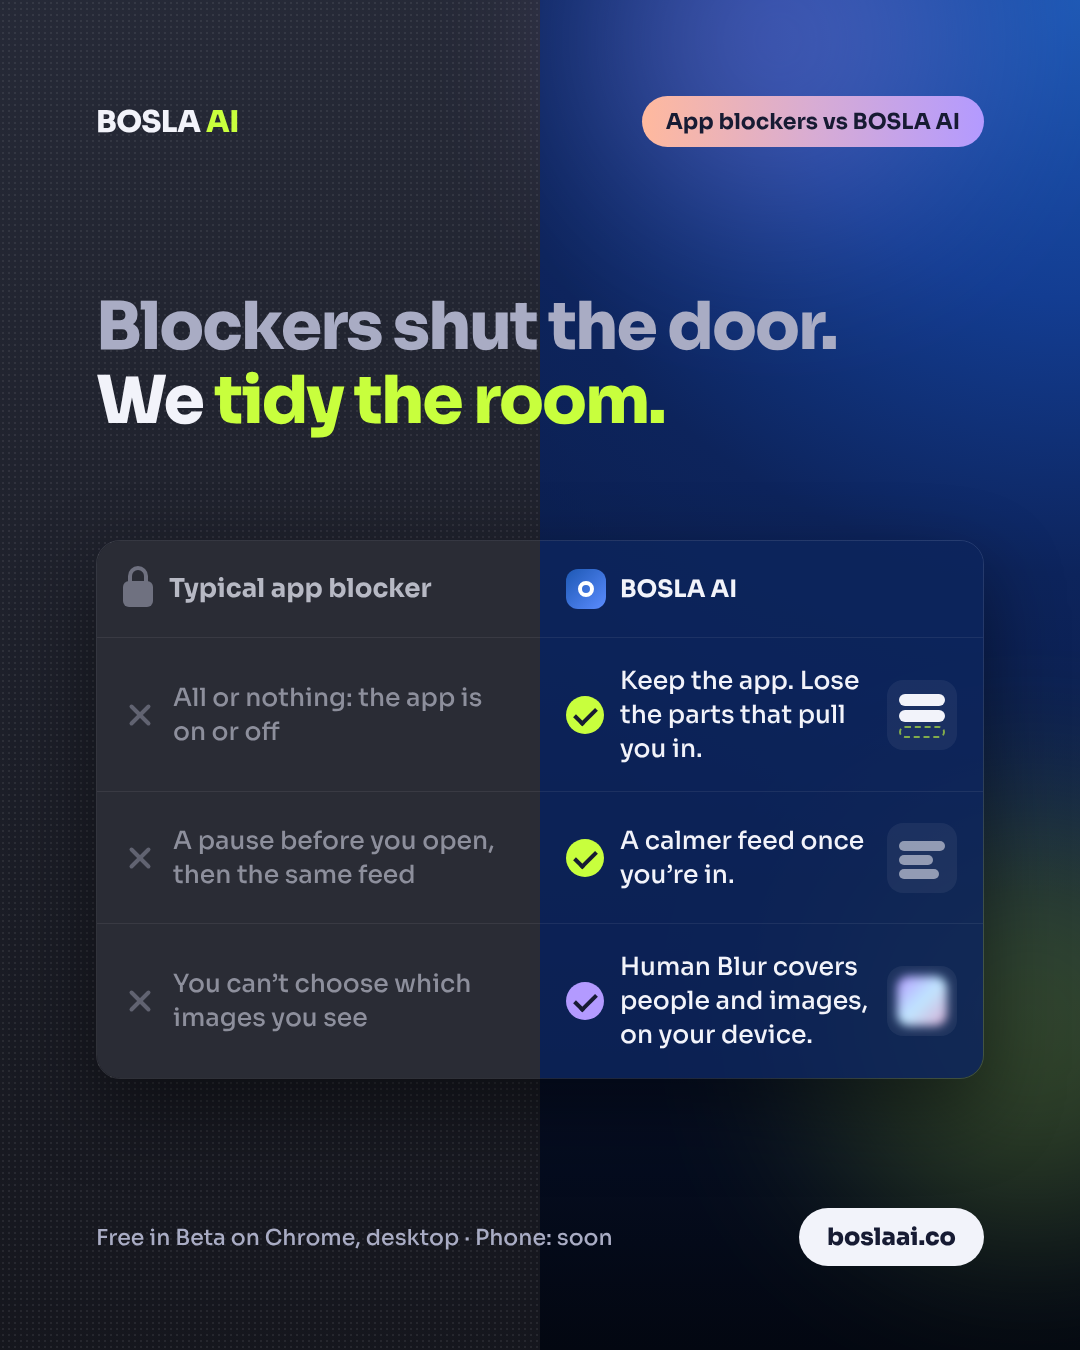 BOSLA AI
App blockers vs BOSLA AI
Blockers shut the door.
We tidy the room.
Typical app blocker
BOSLA AI
All or nothing: the app is
on or off
Keep the app. Lose
the parts that pull
you in.
A pause before you open,
then the same feed
A calmer feed once
you’re in.
You can’t choose which
images you see
Human Blur covers
people and images,
on your device.
Free in Beta on Chrome, desktop · Phone: soon
boslaai.co